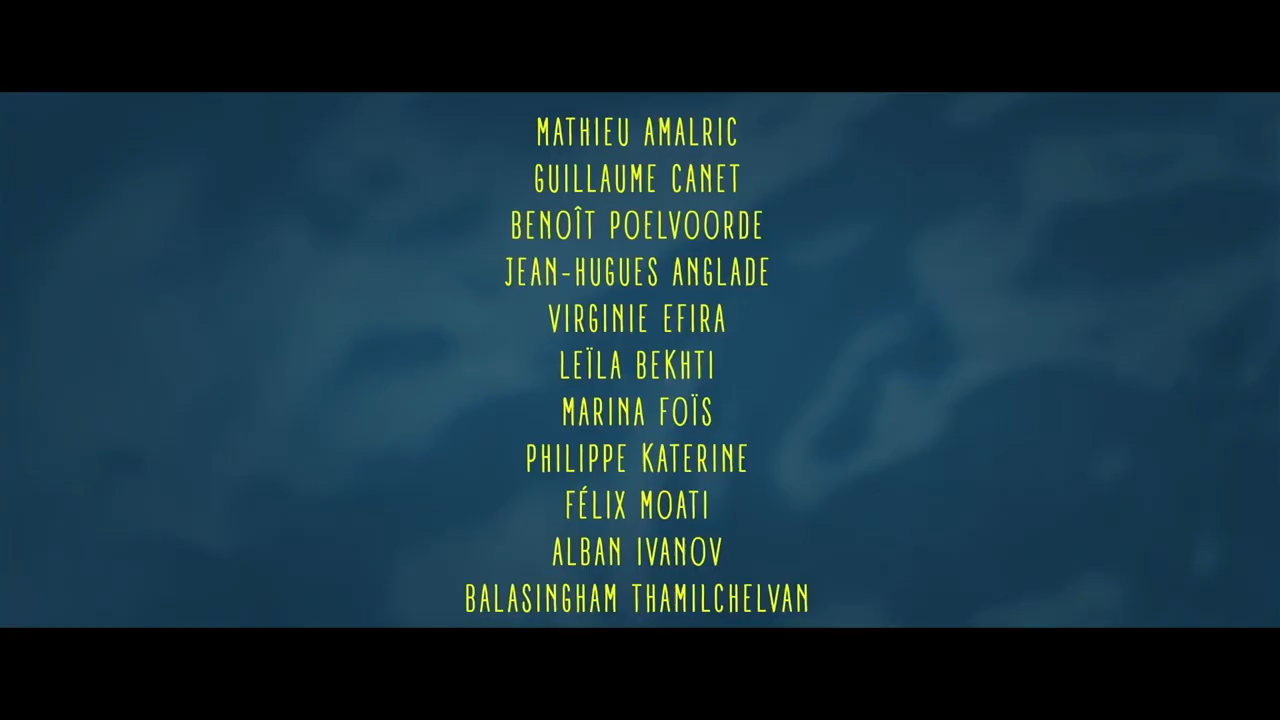 MATHIEU AMALRIC
GUILLAUME CANET
BENOÎT POELVOORDE
JEAN-HUGUES ANGLADE
VIRGINIE EFIRA
LEÏLA BEKHTI
MARINA FOÏS
PHILIPPE KATERINE
FÉLIX MOATI
ALBAN IVANOV
BALASINGHAM THAMILCHELVAN